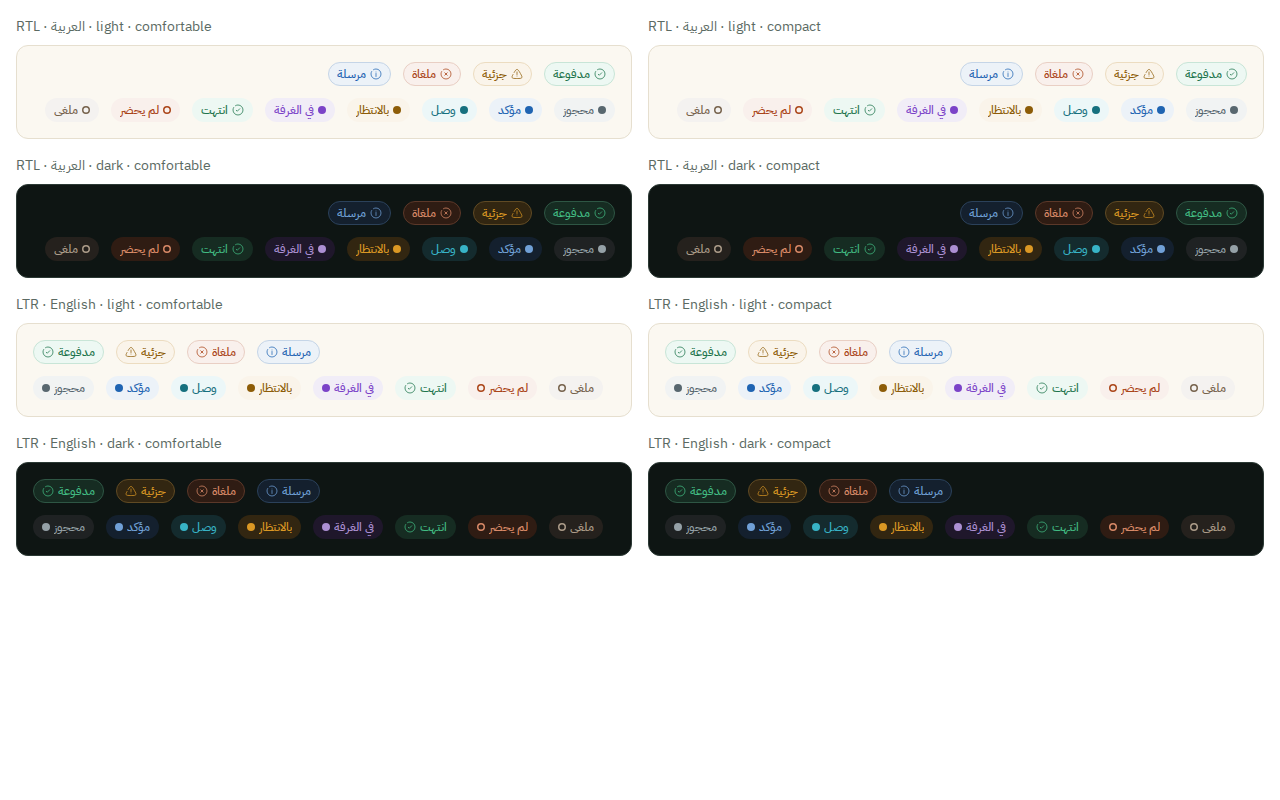 RTL · العربية · light · comfortable
مدفوعة جزئية ملغاة مرسلة
محجوز مؤكد وصل بالانتظار في الغرفة انتهت لم يحضر ملغى
RTL · العربية · light · compact
مدفوعة جزئية ملغاة مرسلة
محجوز مؤكد وصل بالانتظار في الغرفة انتهت لم يحضر ملغى
RTL · العربية · dark · comfortable
مدفوعة جزئية ملغاة مرسلة
محجوز مؤكد وصل بالانتظار في الغرفة انتهت لم يحضر ملغى
RTL · العربية · dark · compact
مدفوعة جزئية ملغاة مرسلة
محجوز مؤكد وصل بالانتظار في الغرفة انتهت لم يحضر ملغى
LTR · English · light · comfortable
مدفوعة جزئية ملغاة مرسلة
محجوز مؤكد وصل بالانتظار في الغرفة انتهت لم يحضر ملغى
LTR · English · light · compact
مدفوعة جزئية ملغاة مرسلة
محجوز مؤكد وصل بالانتظار في الغرفة انتهت لم يحضر ملغى
LTR · English · dark · comfortable
مدفوعة جزئية ملغاة مرسلة
محجوز مؤكد وصل بالانتظار في الغرفة انتهت لم يحضر ملغى
LTR · English · dark · compact
مدفوعة جزئية ملغاة مرسلة
محجوز مؤكد وصل بالانتظار في الغرفة انتهت لم يحضر ملغى